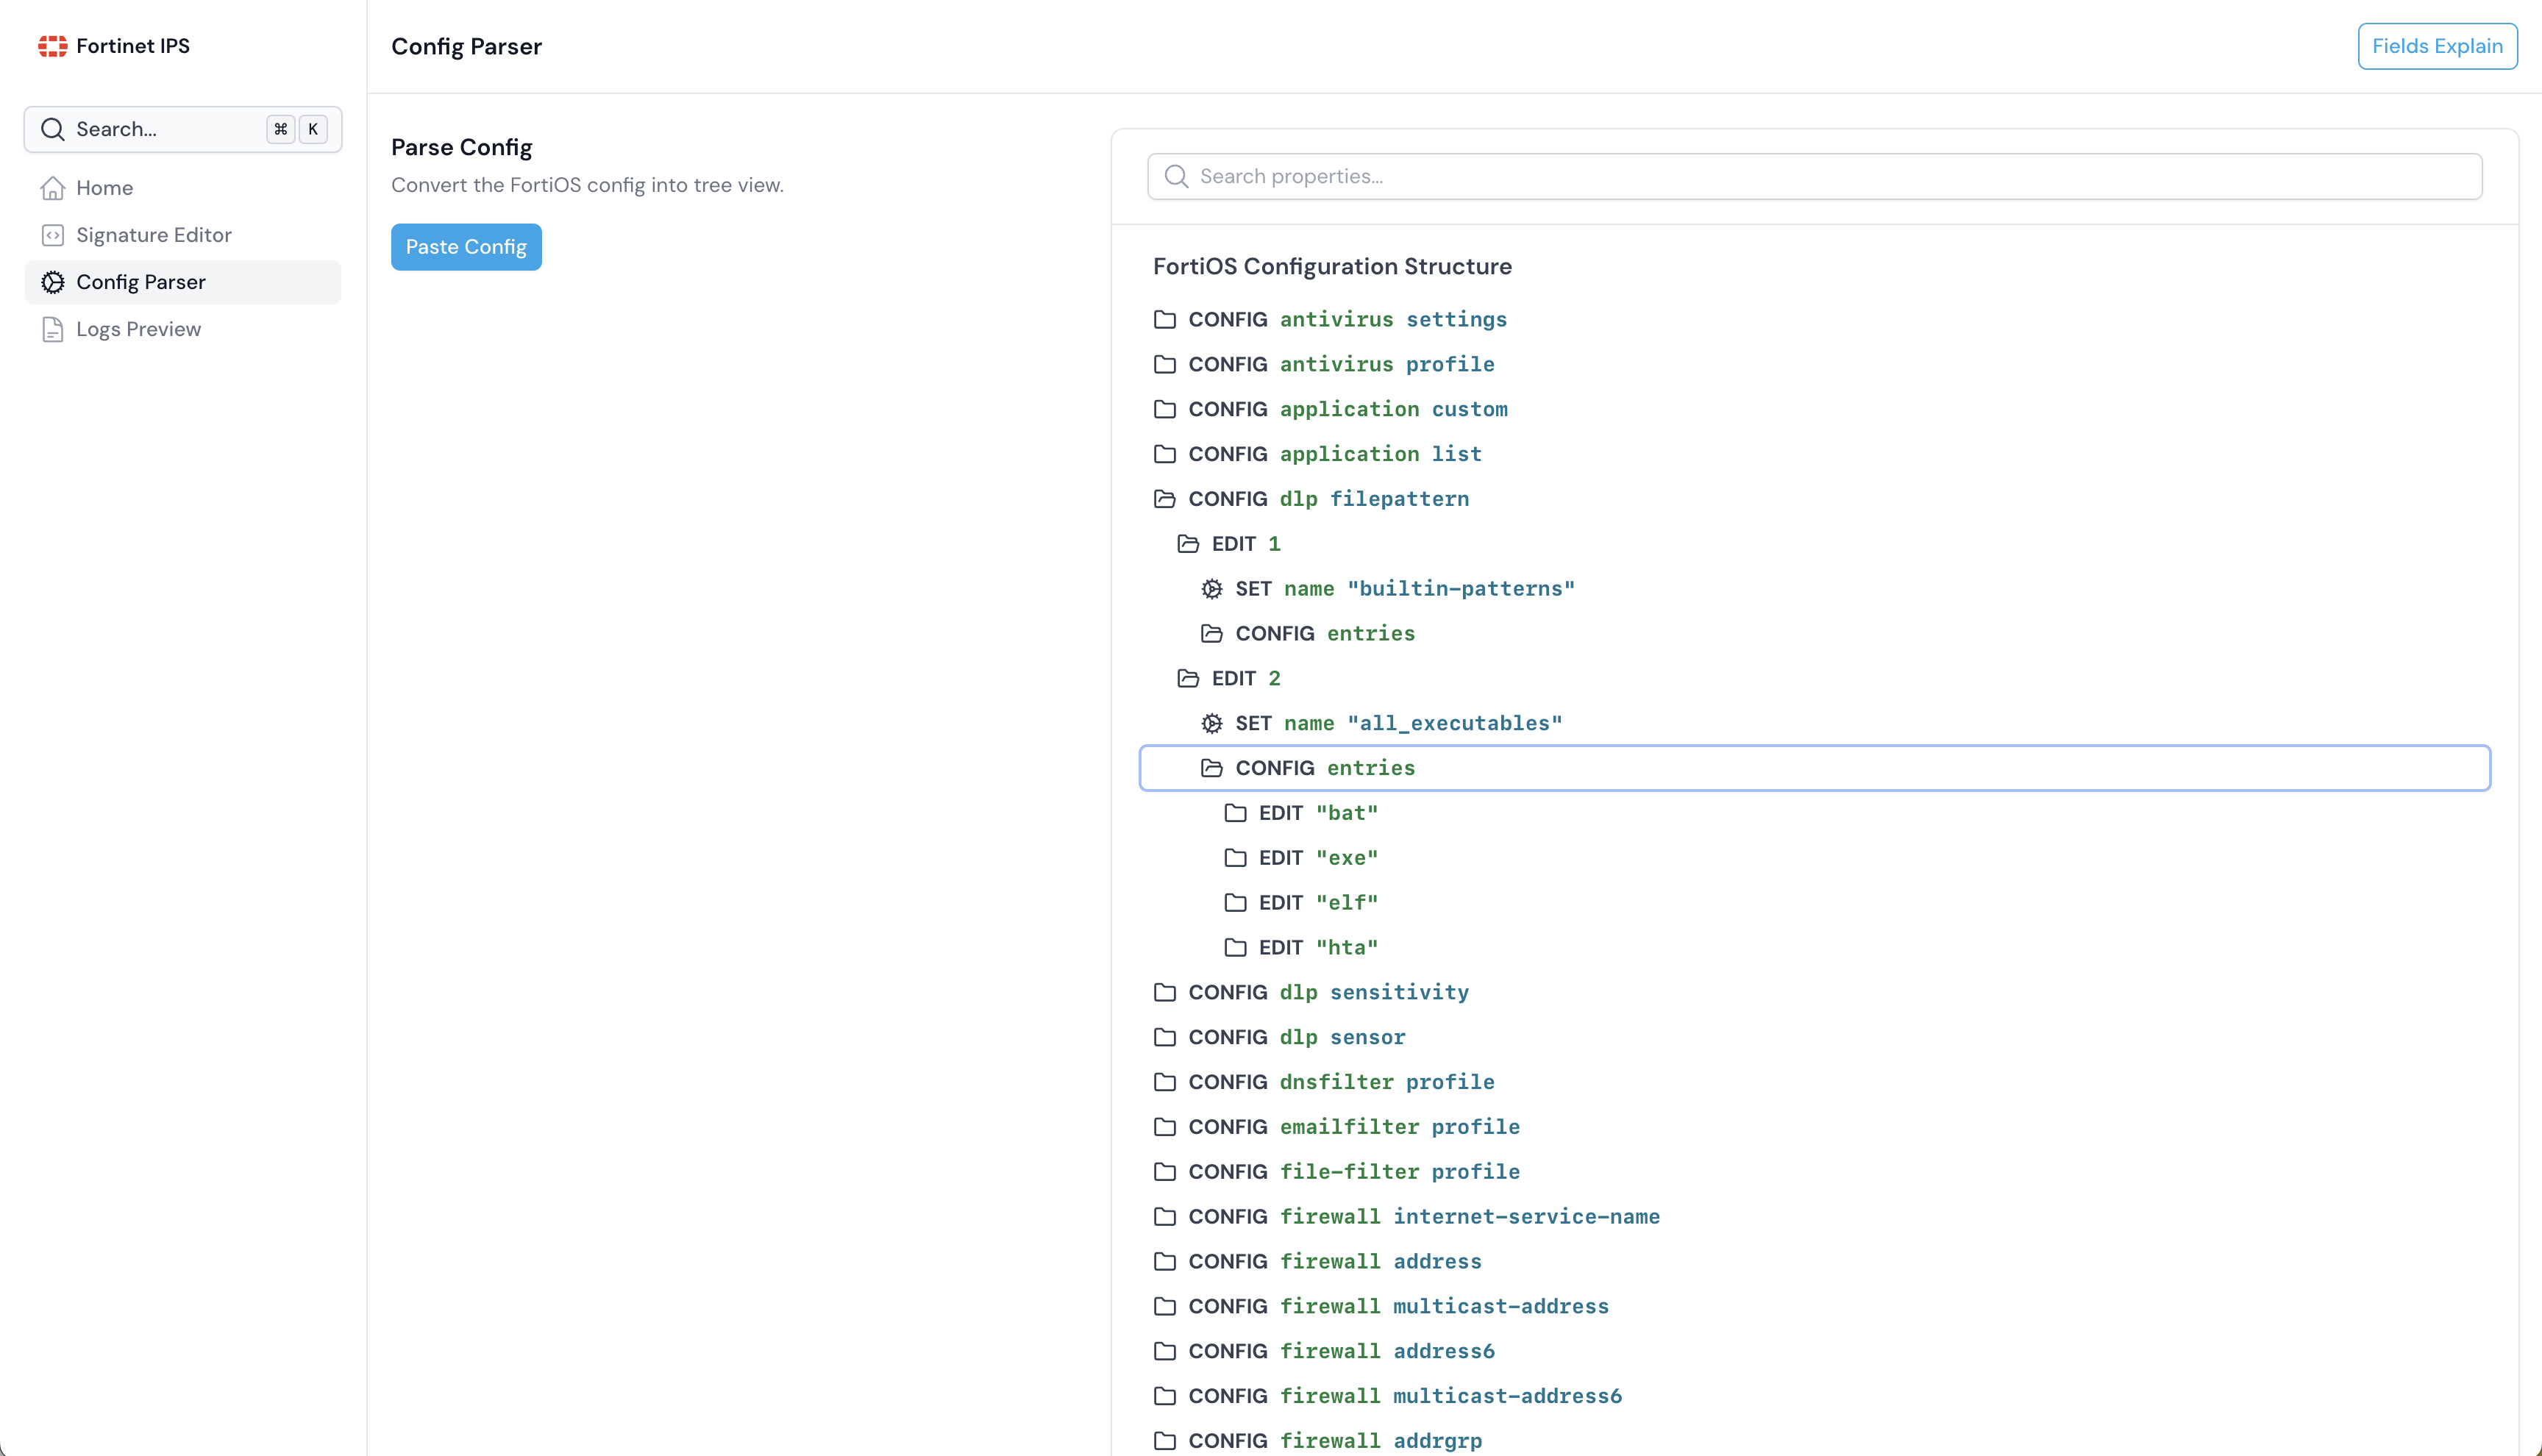 Fortinet IPS
Search...
⌘ K
Home
Signature Editor
Config Parser
Logs Preview
Config Parser
Fields Explain
Parse Config
Convert the FortiOS config into tree view.
Paste Config
Search properties...
FortiOS Configuration Structure
CONFIG antivirus settings
CONFIG antivirus profile
CONFIG application custom
CONFIG application list
CONFIG dlp filepattern
EDIT 1
SET name "builtin-patterns"
CONFIG entries
EDIT 2
SET name "all_executables"
CONFIG entries
EDIT "bat"
EDIT "exe"
EDIT "elf"
EDIT "hta"
CONFIG dlp sensitivity
CONFIG dlp sensor
CONFIG dnsfilter profile
CONFIG emailfilter profile
CONFIG file-filter profile
CONFIG firewall internet-service-name
CONFIG firewall address
CONFIG firewall multicast-address
CONFIG firewall address6
CONFIG firewall multicast-address6
CONFIG firewall addrgrp